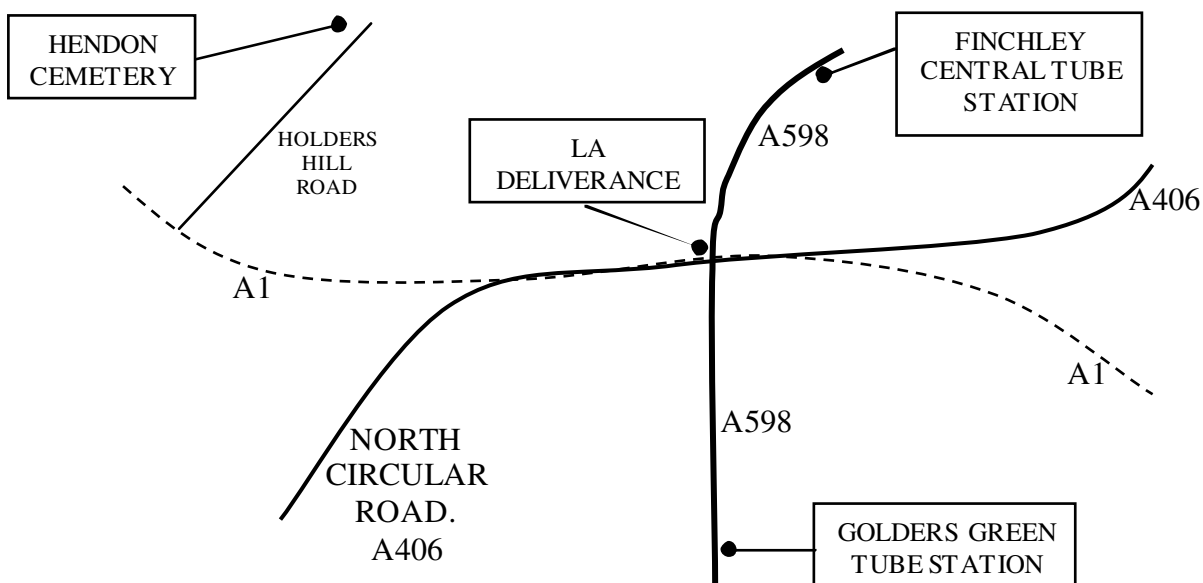 HENDON
CEMETERY
FINCHLEY
CENTRAL TUBE
STATION
HOLDERS
HILL
ROAD
LA
DELIVERANCE
A598
A406
A1
A1
A598
NORTH
CIRCULAR
ROAD.
A406
GOLDERS GREEN
TUBE STATION